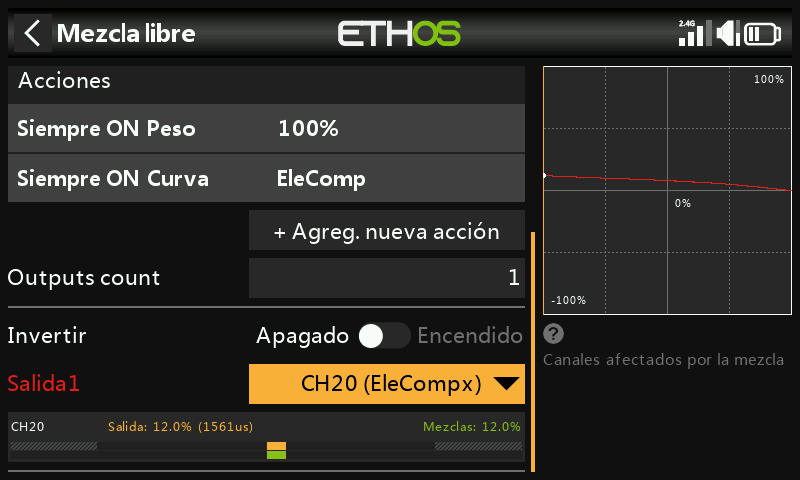 Mezcla libre
ETHOS
2.4G
Acciones
Siempre ON Peso 100%
Siempre ON Curva EleComp
+ Agreg. nueva acción
Outputs count 1
Invertir Apagado Encendido
Salida1 CH20 (EleCompx)
CH20 Salida: 12.0% (1561us) Mezclas: 12.0%
100%
0%
-100%
?
Canales afectados por la mezcla